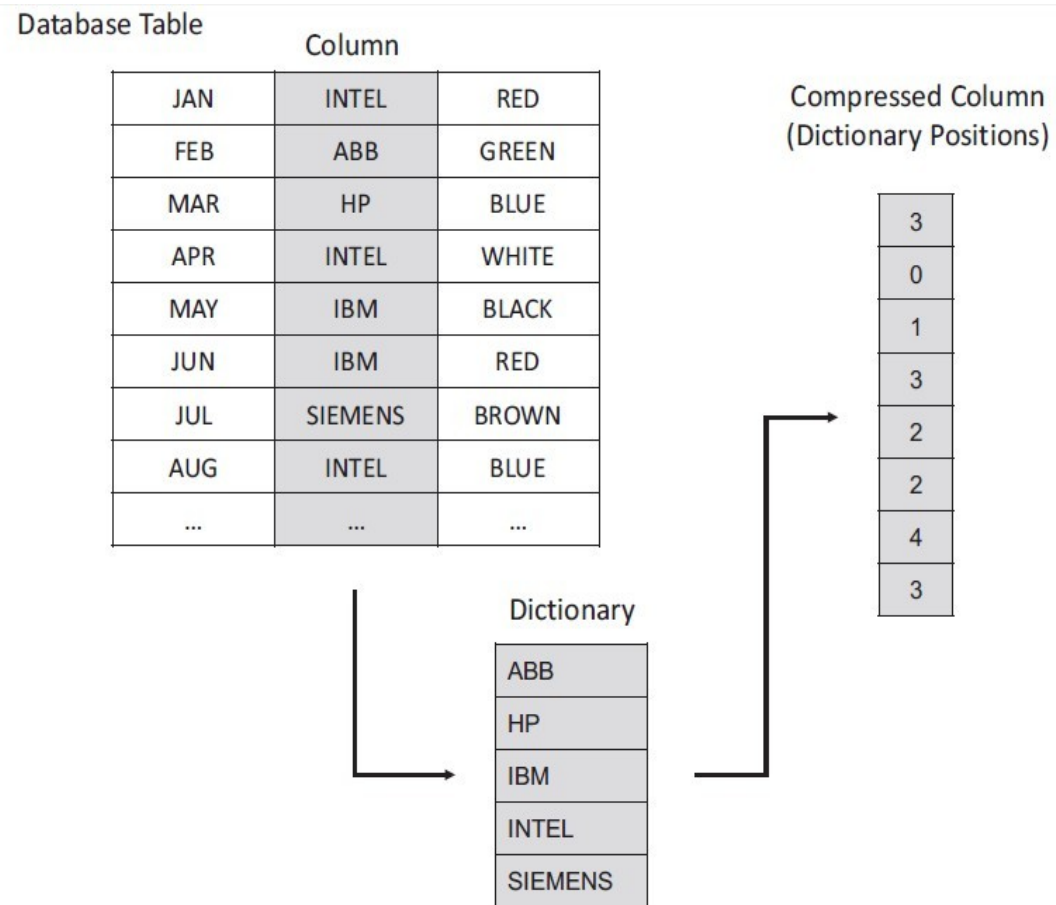 Database Table
Column
JAN INTEL RED
FEB ABB GREEN
MAR HP BLUE
APR INTEL WHITE
MAY IBM BLACK
JUN IBM RED
JUL SIEMENS BROWN
AUG INTEL BLUE
... ... ...
Compressed Column
(Dictionary Positions)
3
0
1
3
2
2
4
3
Dictionary
ABB
HP
IBM
INTEL
SIEMENS